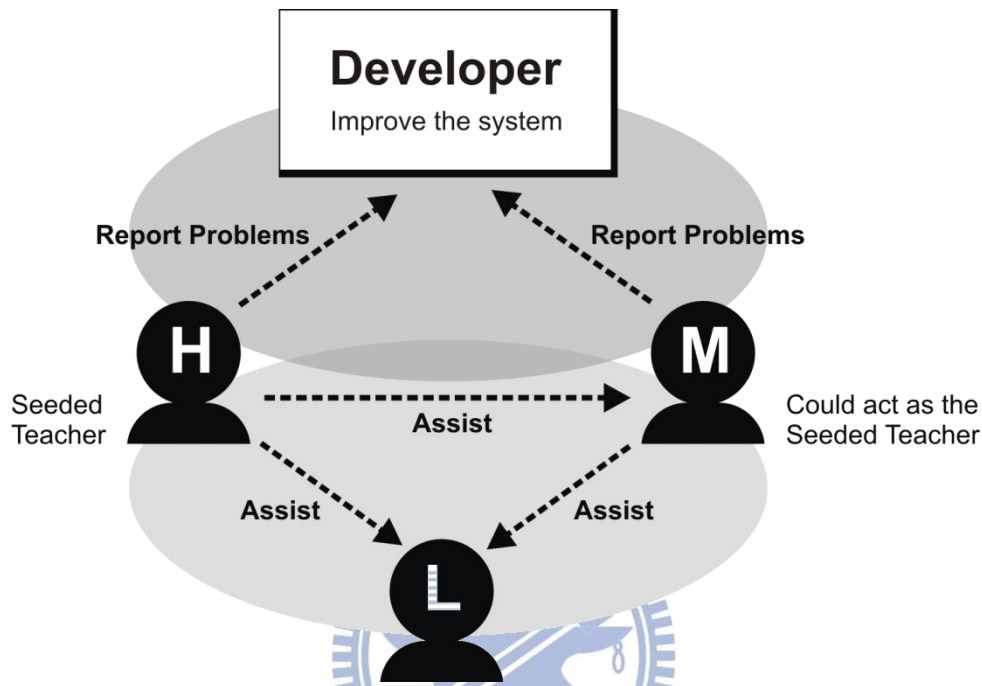 Developer
Improve the system
Report Problems
Report Problems
H
M
Seeded
Teacher
Assist
Could act as the
Seeded Teacher
Assist
Assist
L